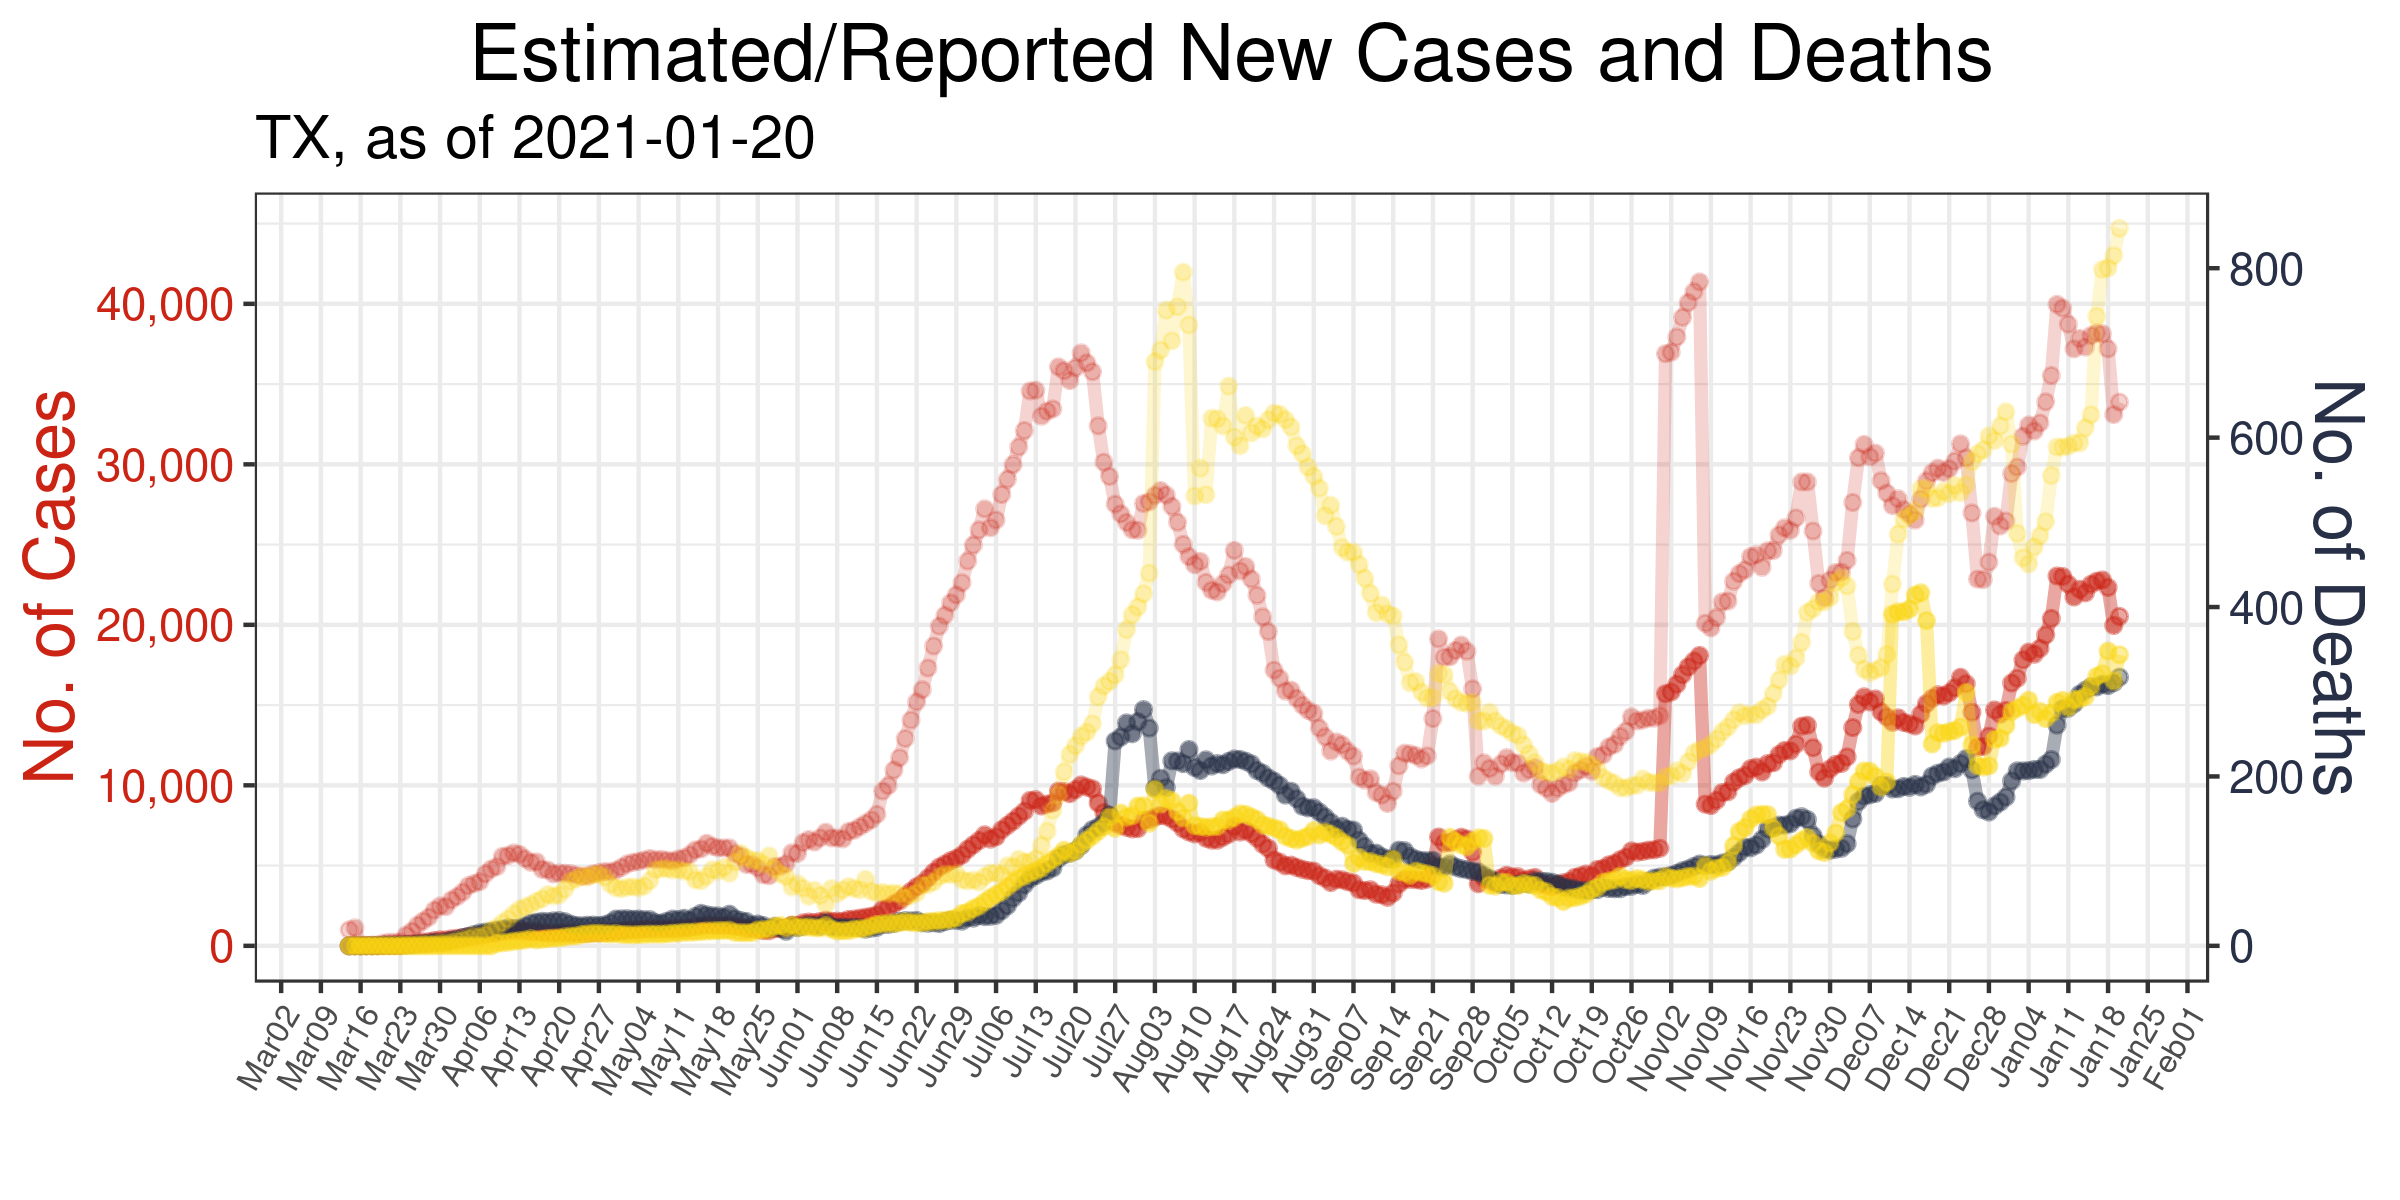 Estimated/Reported New Cases and Deaths
TX, as of 2021-01-20
No. of Cases
40,000
30,000
20,000
10,000
0
800
600
400
200
0
No. of Deaths
Mar02 Mar09 Mar16 Mar23 Mar30 Apr06 Apr13 Apr20 Apr27 May04 May11 May18 May25 Jun01 Jun08 Jun15 Jun22 Jun29 Jul06 Jul13 Jul20 Jul27 Aug03 Aug10 Aug17 Aug24 Aug31 Sep07 Sep14 Sep21 Sep28 Oct05 Oct12 Oct19 Oct26 Nov02 Nov09 Nov16 Nov23 Nov30 Dec07 Dec14 Dec21 Dec28 Jan04 Jan11 Jan18 Jan25 Feb01